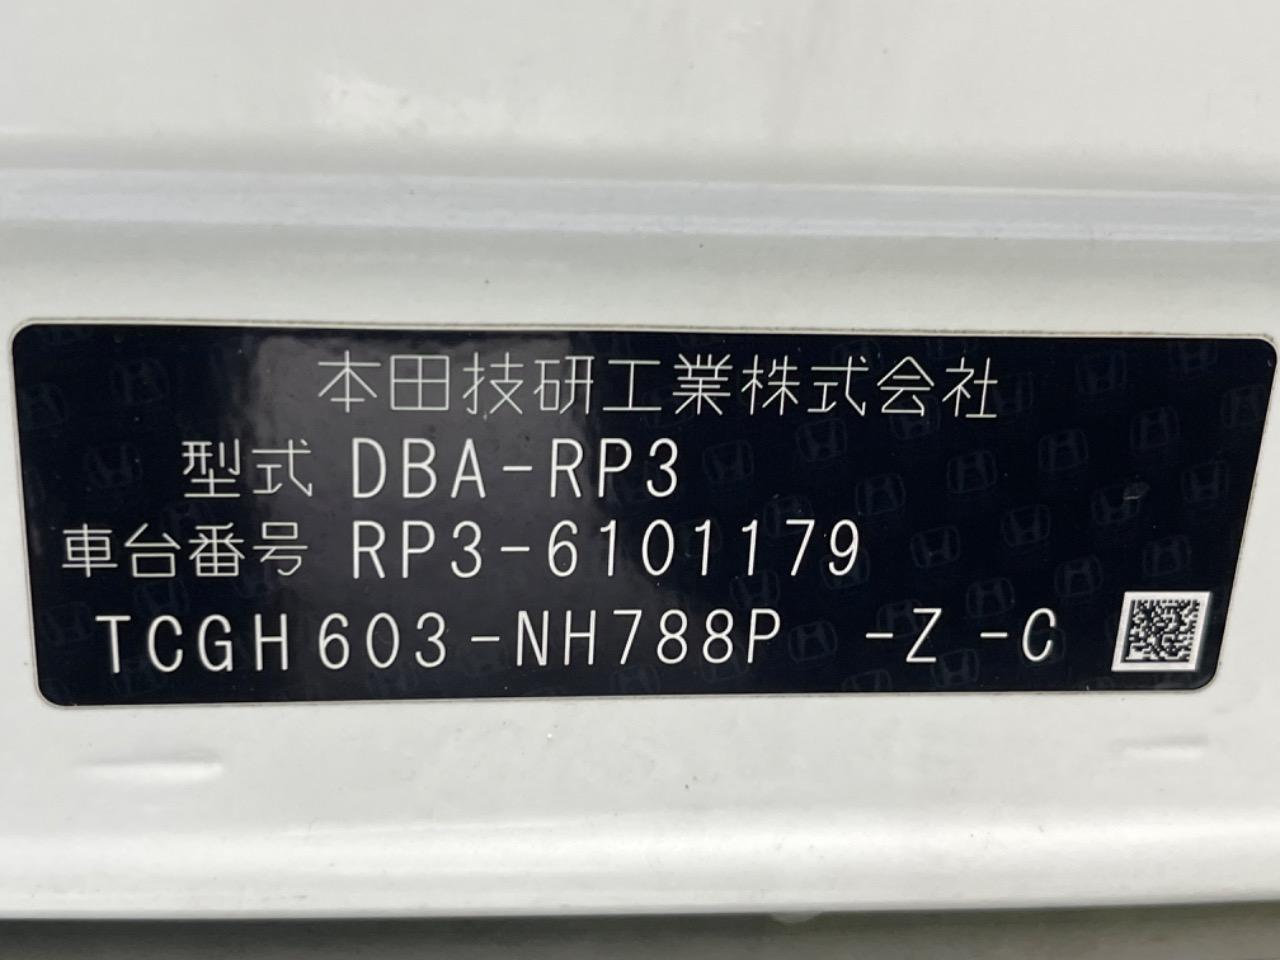 本田技研工業株式会社
型式 DBA-RP3
車台番号 RP3-6101179
TCGH603-NH788P -Z -C